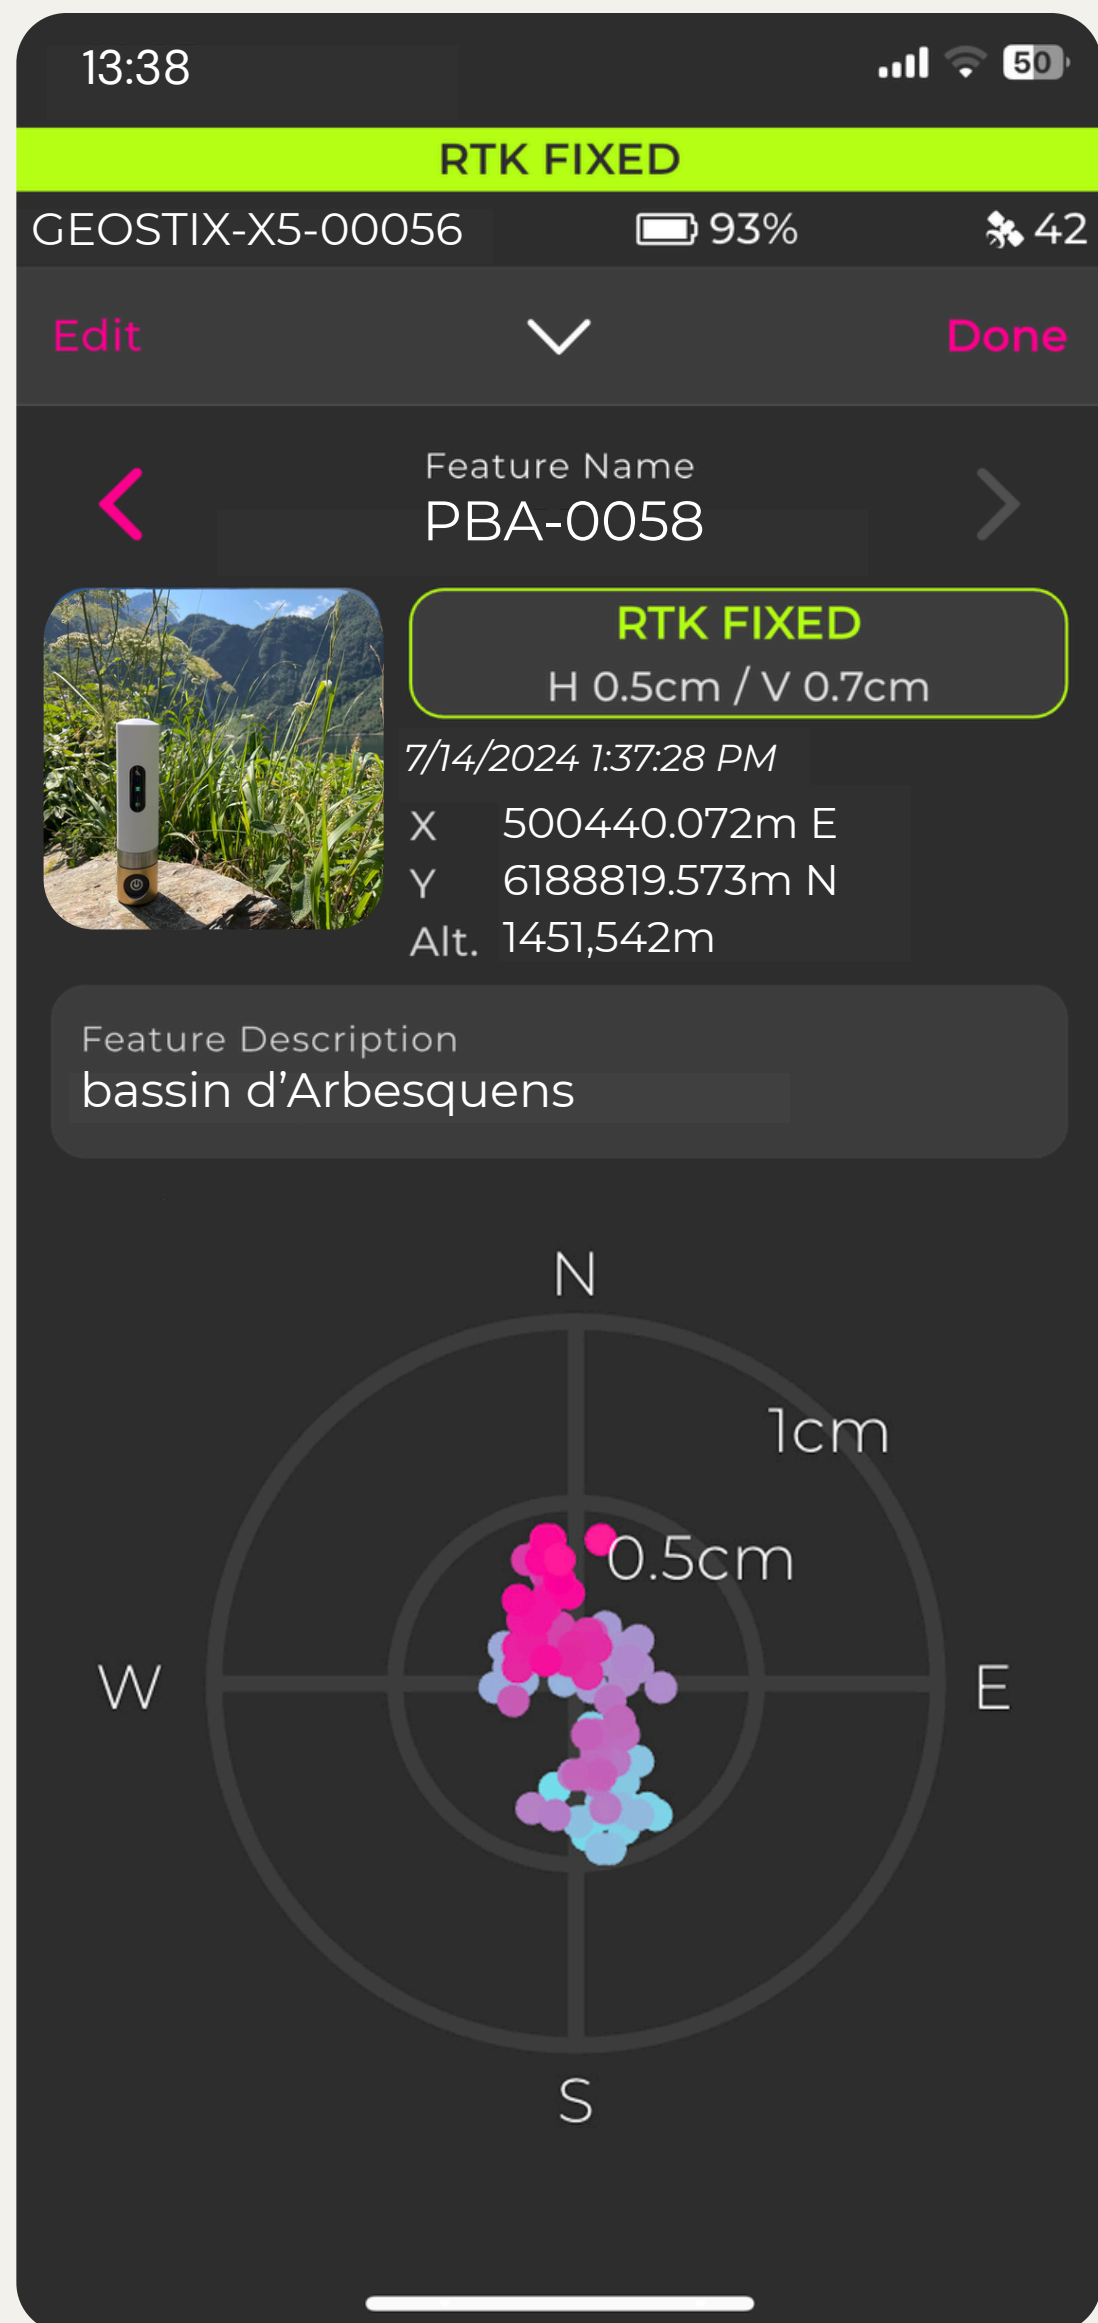 13:38
50
RTK FIXED
GEOSTIX-X5-00056 93% 42
Edit Done
Feature Name
PBA-0058
RTK FIXED
H 0.5cm / V 0.7cm
7/14/2024 1:37:28 PM
X 500440.072m E
Y 6188819.573m N
Alt. 1451,542m
Feature Description
bassin d’Arbesquens
N
1cm
0.5cm
W E
S